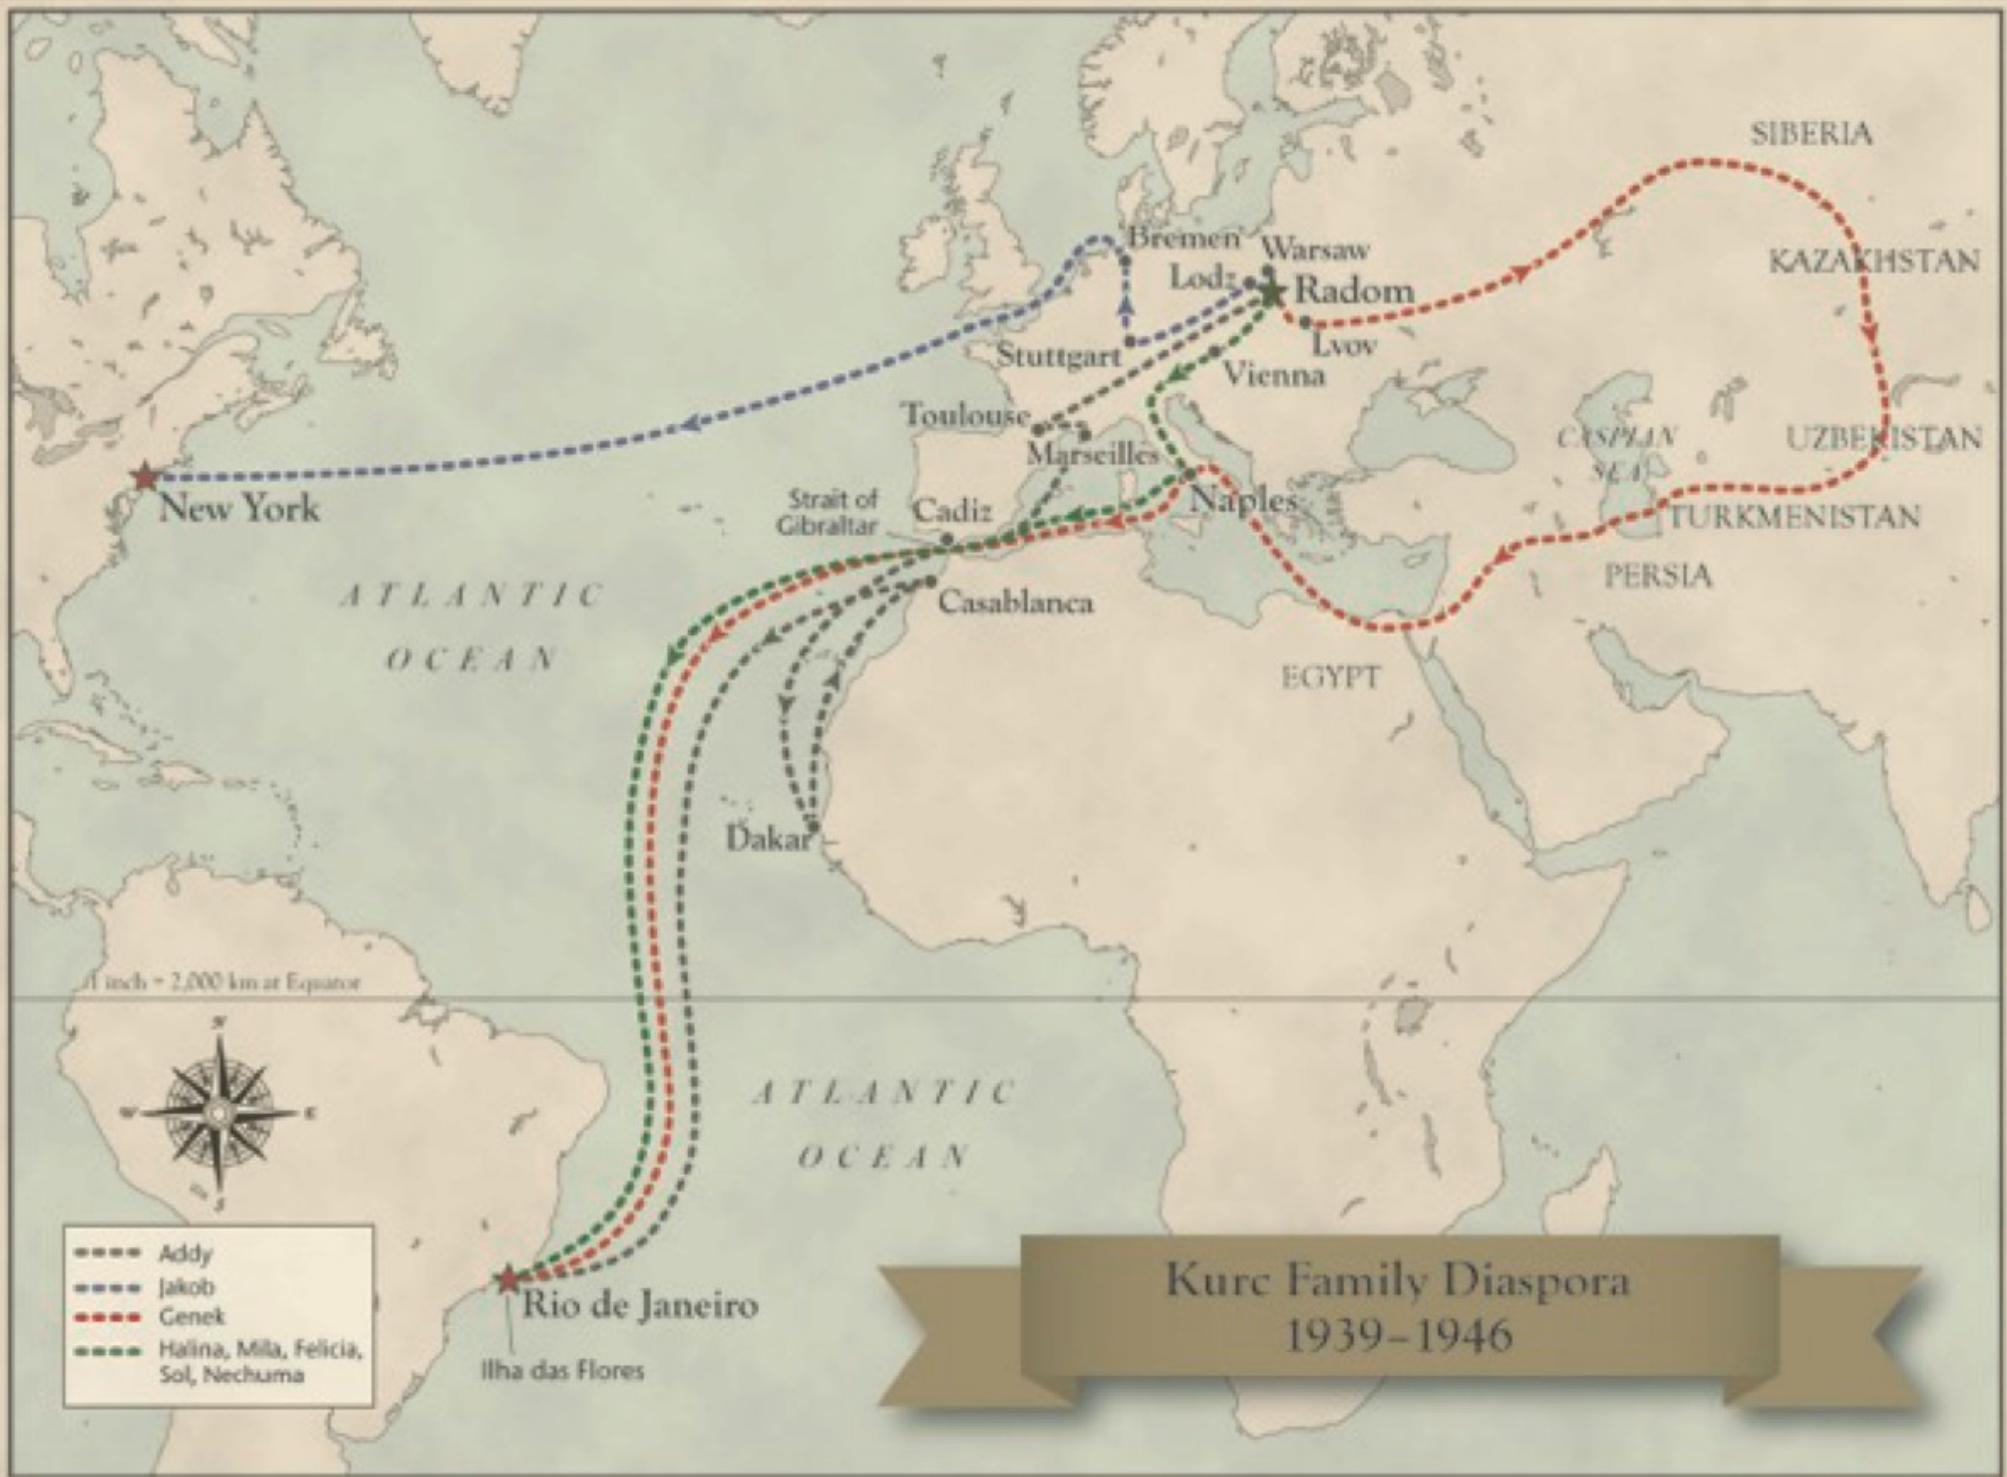 SIBERIA
KAZAKHSTAN
Bremen
Warsaw
Lodz
Radom
Lvov
Stuttgart
Vienna
Toulouse
Marseilles
CASPIAN
SEA
UZBEKISTAN
New York
Strait of
Gibraltar
Cadiz
Naples
TURKMENISTAN
PERSIA
ATLANTIC
OCEAN
Casablanca
EGYPT
Dakar
1 inch = 2,000 km at Equator
N
W
E
S
ATLANTIC
OCEAN
Addy
Jakob
Genek
Halina, Mila, Felicia,
Sol, Nechuma
Rio de Janeiro
Ilha das Flores
Kurc Family Diaspora
1939–1946